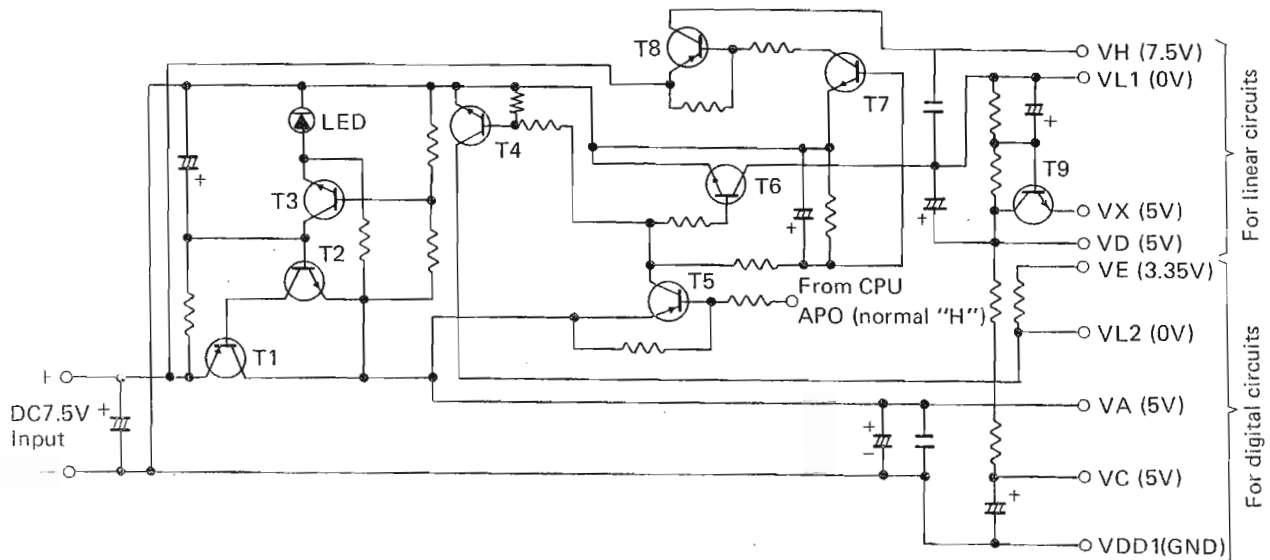 T8
VH (7.5V)
VL1 (0V)
T7
LED
T4
T9
T6
T3
VX (5V)
For linear circuits
T2
VD (5V)
VE (3.35V)
T5
From CPU
APO (normal "H")
VL2 (0V)
T1
+
DC7.5V +
Input
VA (5V)
For digital circuits
+
−
−
VC (5V)
+
VDD1(GND)
+
+
+
+